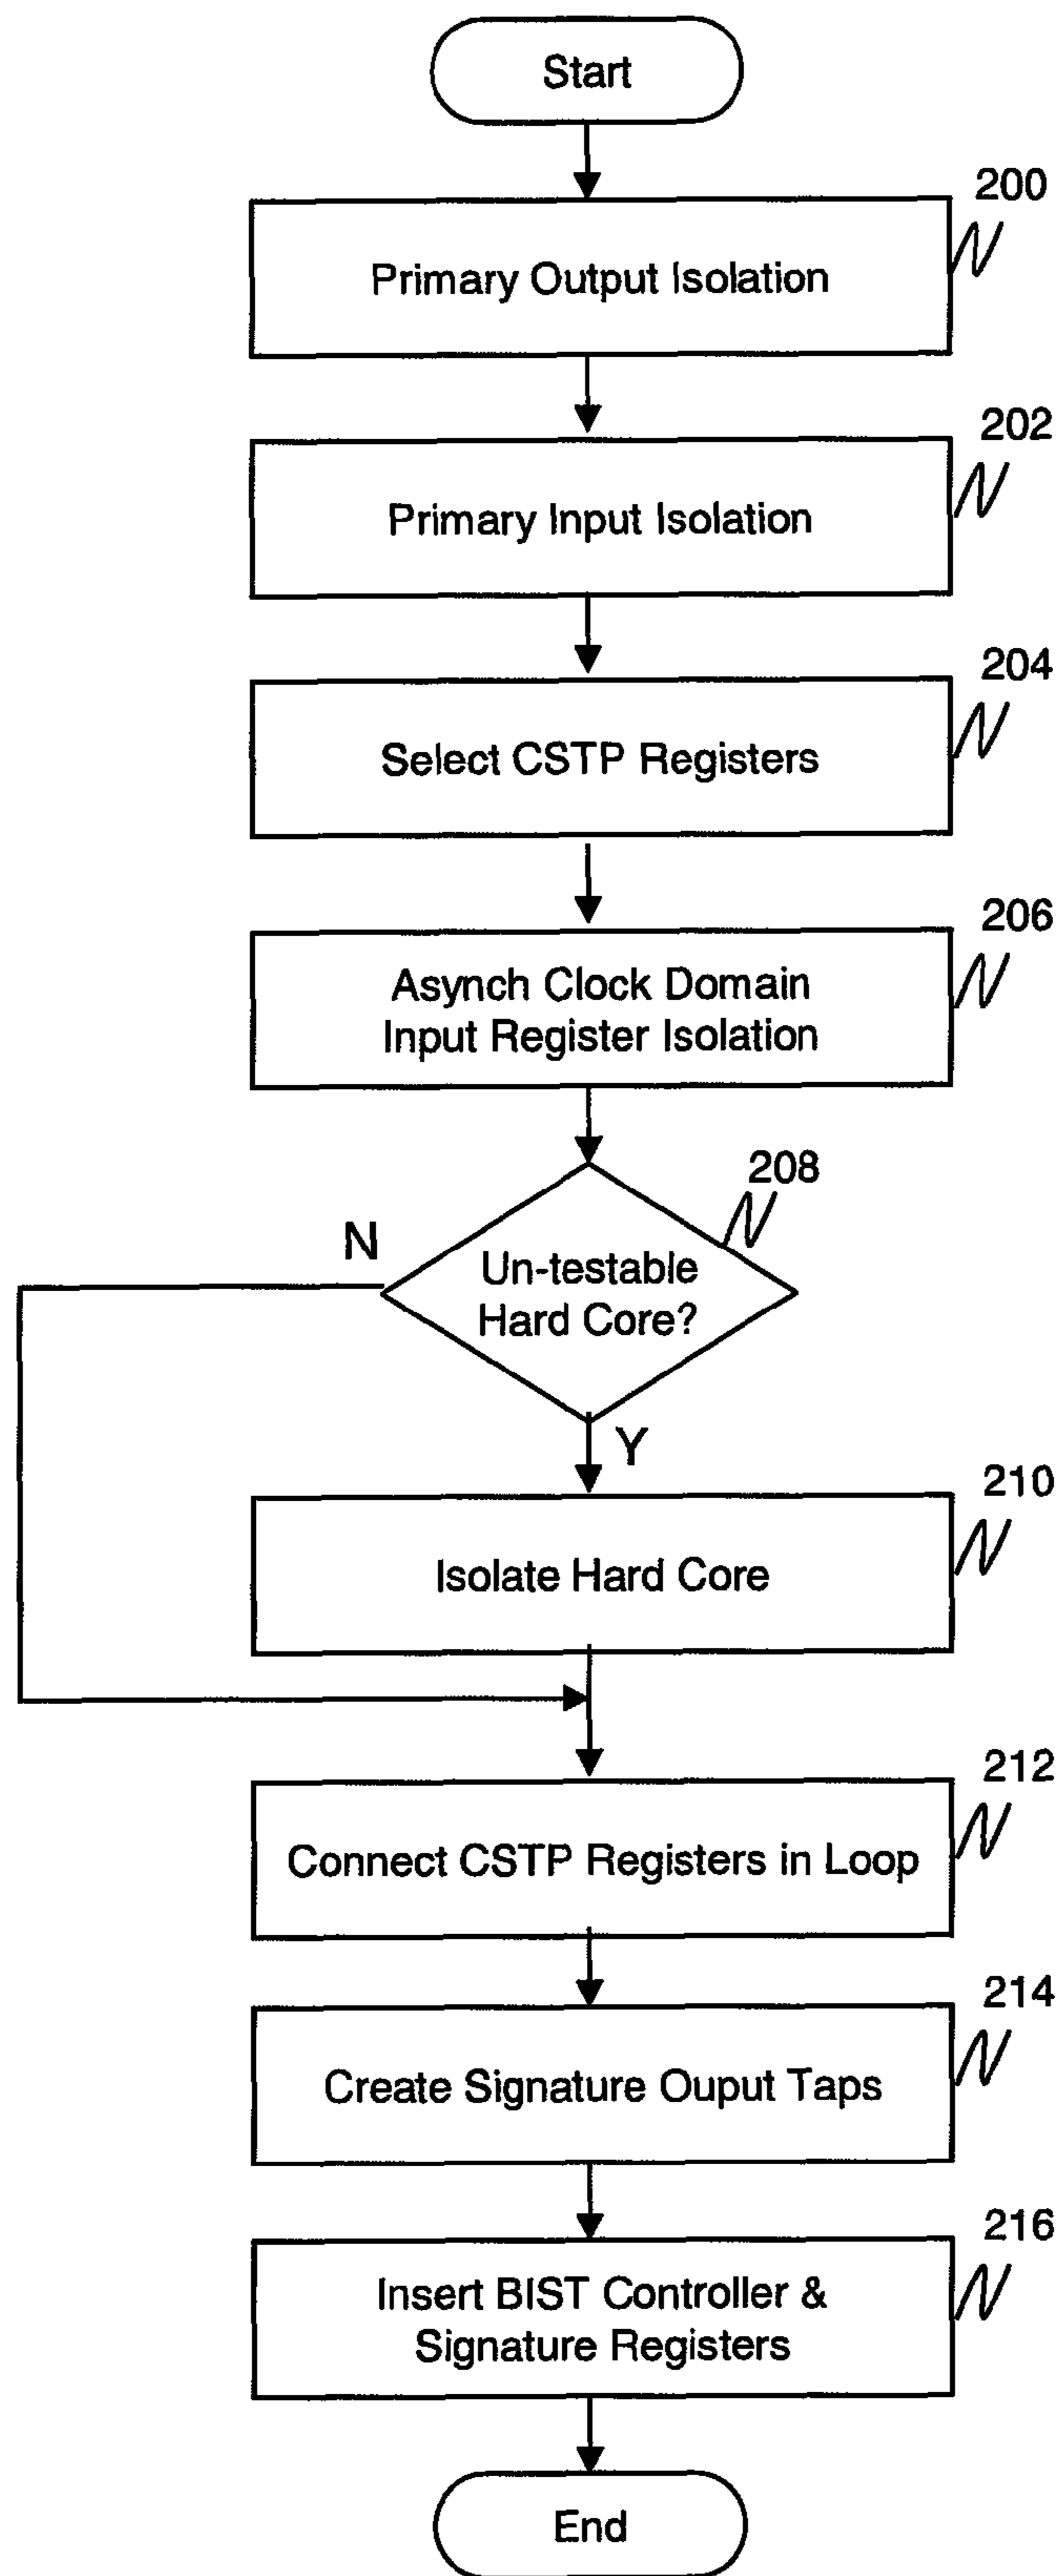 Start
200
Primary Output Isolation
202
Primary Input Isolation
204
Select CSTP Registers
206
Asynch Clock Domain
Input Register Isolation
208
N
Un-testable
Hard Core?
Y
210
Isolate Hard Core
212
Connect CSTP Registers in Loop
214
Create Signature Ouput Taps
216
Insert BIST Controller &
Signature Registers
End